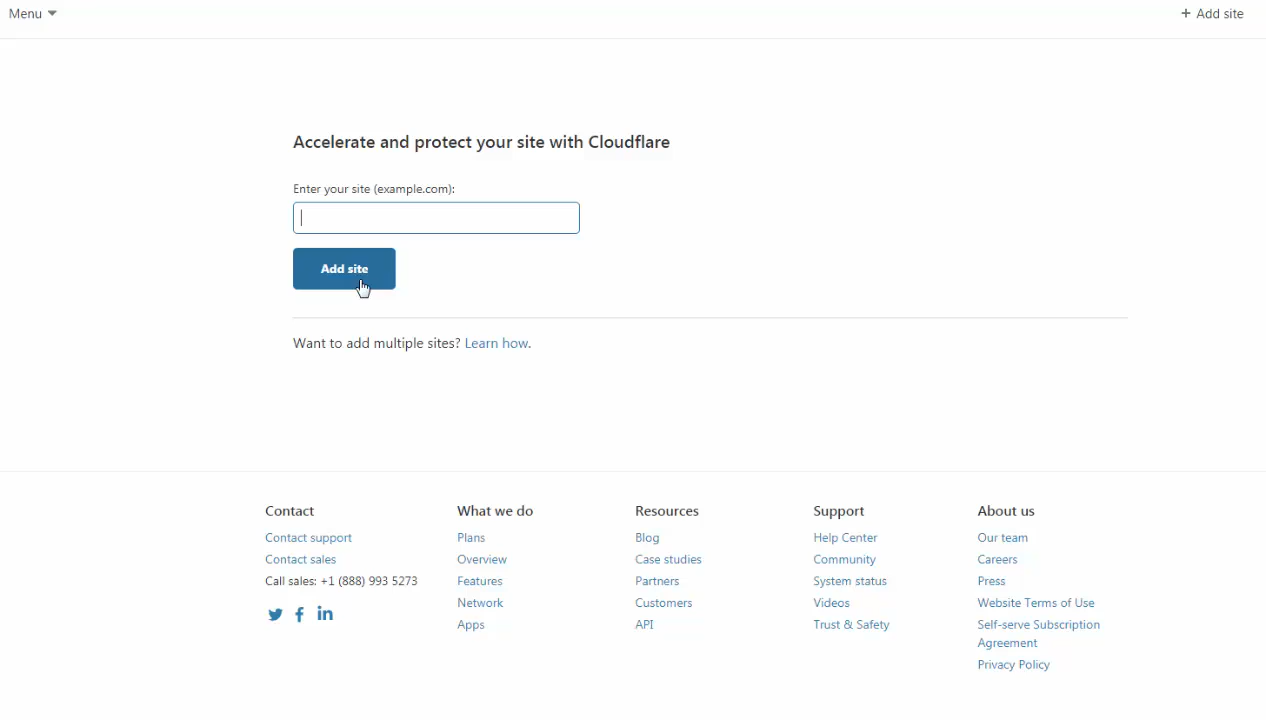 Menu
+ Add site
Accelerate and protect your site with Cloudflare
Enter your site (example.com):
Add site
Want to add multiple sites? Learn how.
Contact
Contact support
Contact sales
Call sales: +1 (888) 993 5273
What we do
Plans
Overview
Features
Network
Apps
Resources
Blog
Case studies
Partners
Customers
API
Support
Help Center
Community
System status
Videos
Trust & Safety
About us
Our team
Careers
Press
Website Terms of Use
Self-serve Subscription
Agreement
Privacy Policy